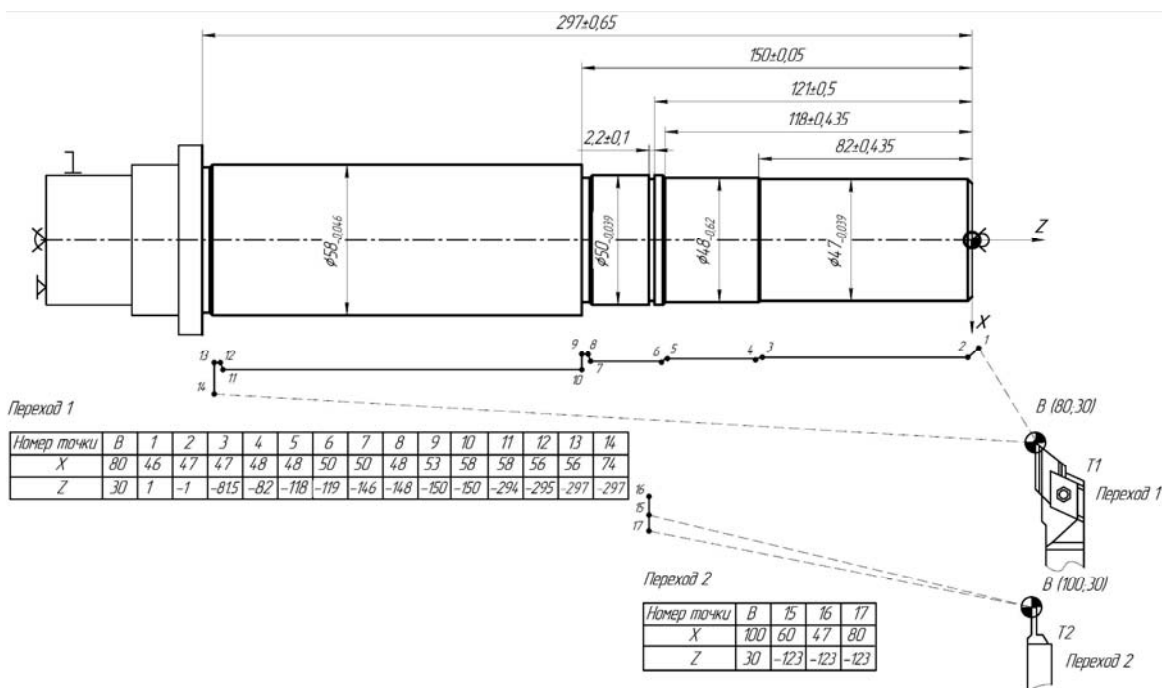 297±0,65
150±0,05
121±0,5
118±0,435
2,2±0,1
82±0,435
Z
Ø58-0,046
Ø50-0,039
Ø48-0,62
Ø47-0,039
X
13 12 11 14
9 8 7 10
6 5 4 3 2 1
Переход 1
B (80,30)
Номер точки B 1 2 3 4 5 6 7 8 9 10 11 12 13 14
X 80 46 47 47 48 48 50 50 48 53 58 58 56 56 74
Z 30 1 -1 -81,5 -82 -118 -119 -146 -148 -150 -150 -294 -295 -297 -297
T1
Переход 1
16
15
17
Переход 2
B (100,30)
Номер точки B 15 16 17
X 100 60 47 80
Z 30 -123 -123 -123
T2
Переход 2